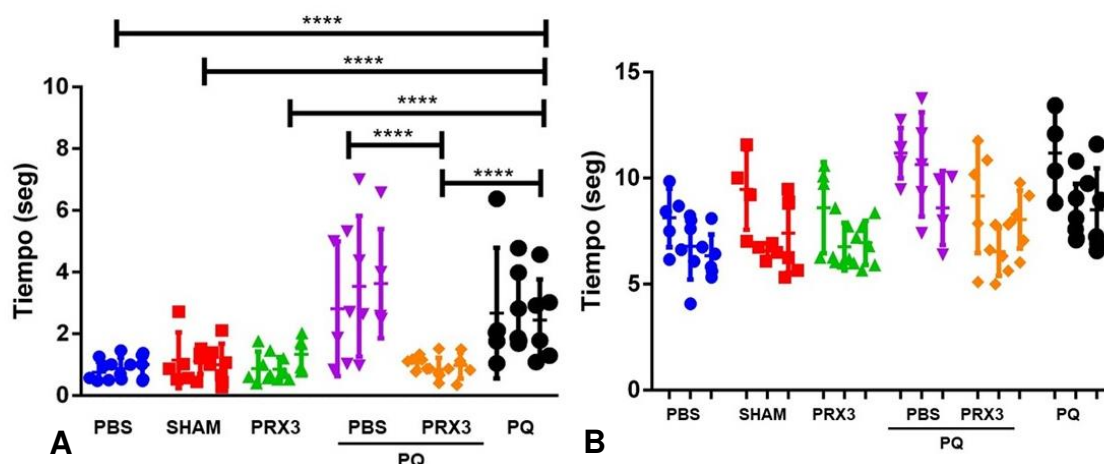 ****
****
****
****
****
Tiempo (seg)
10
8
6
4
2
0
PBS SHAM PRX3 PBS PRX3 PQ
PQ
A
Tiempo (seg)
15
10
5
0
PBS SHAM PRX3 PBS PRX3 PQ
PQ
B